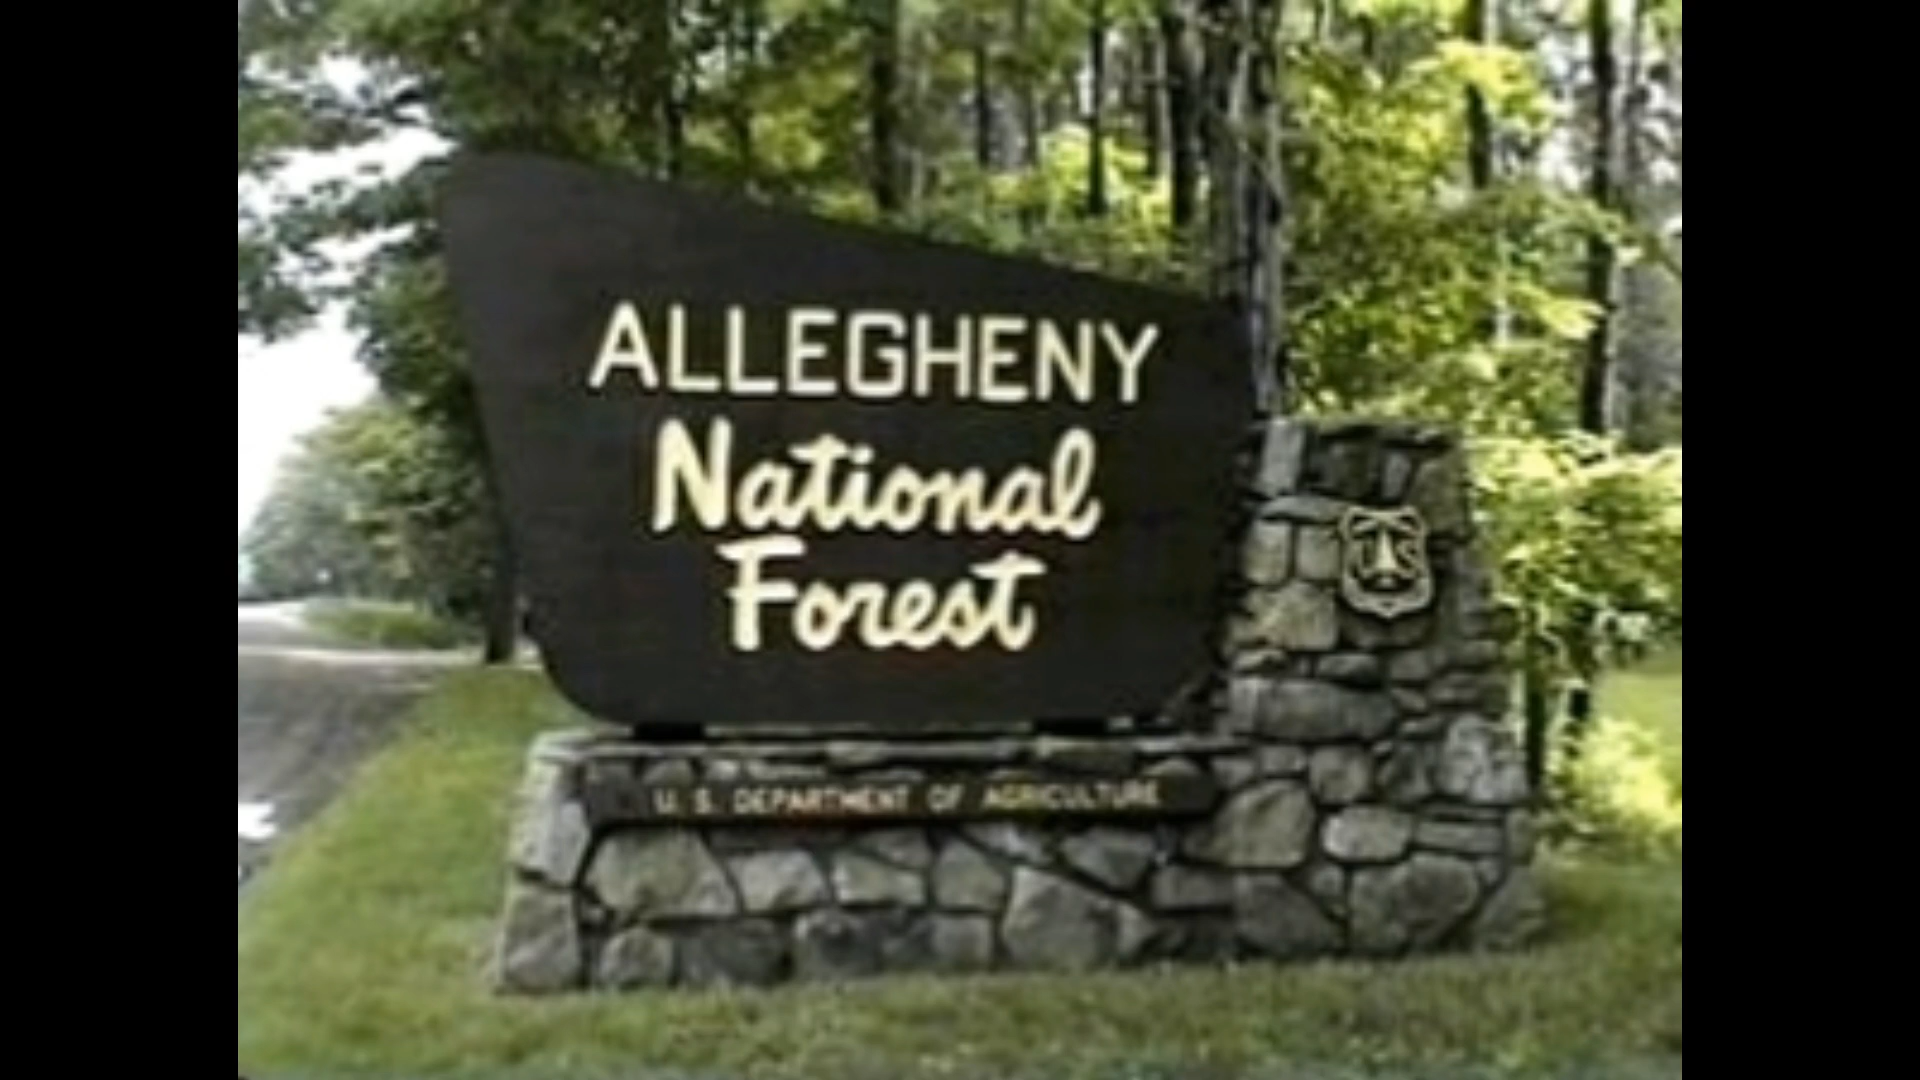 ALLEGHENY
National
Forest
U S
U. S. DEPARTMENT OF AGRICULTURE